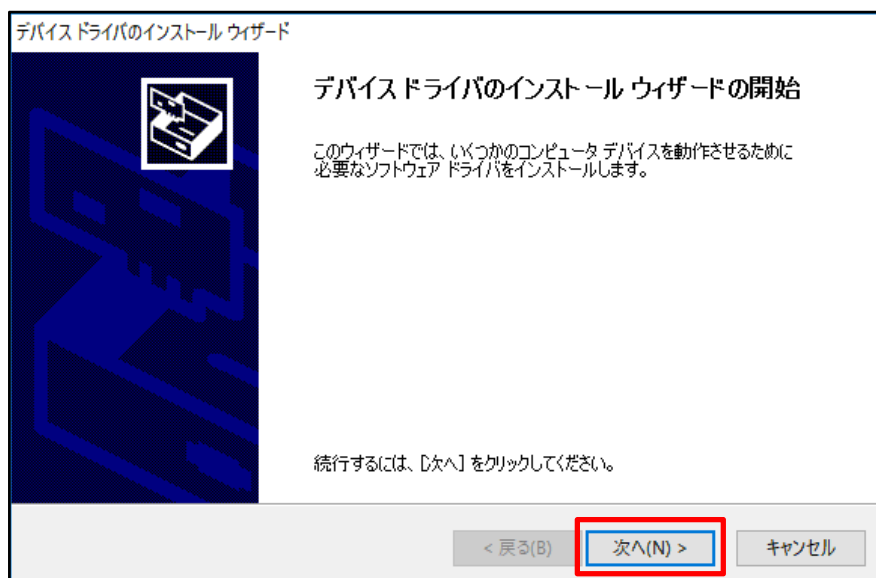 デバイス ドライバのインストール ウィザード
デバイス ドライバのインストール ウィザードの開始
このウィザードでは、いくつかのコンピュータ デバイスを動作させるために
必要なソフトウェア ドライバをインストールします。
続行するには、[次へ] をクリックしてください。
< 戻る(B)
次へ(N) >
キャンセル